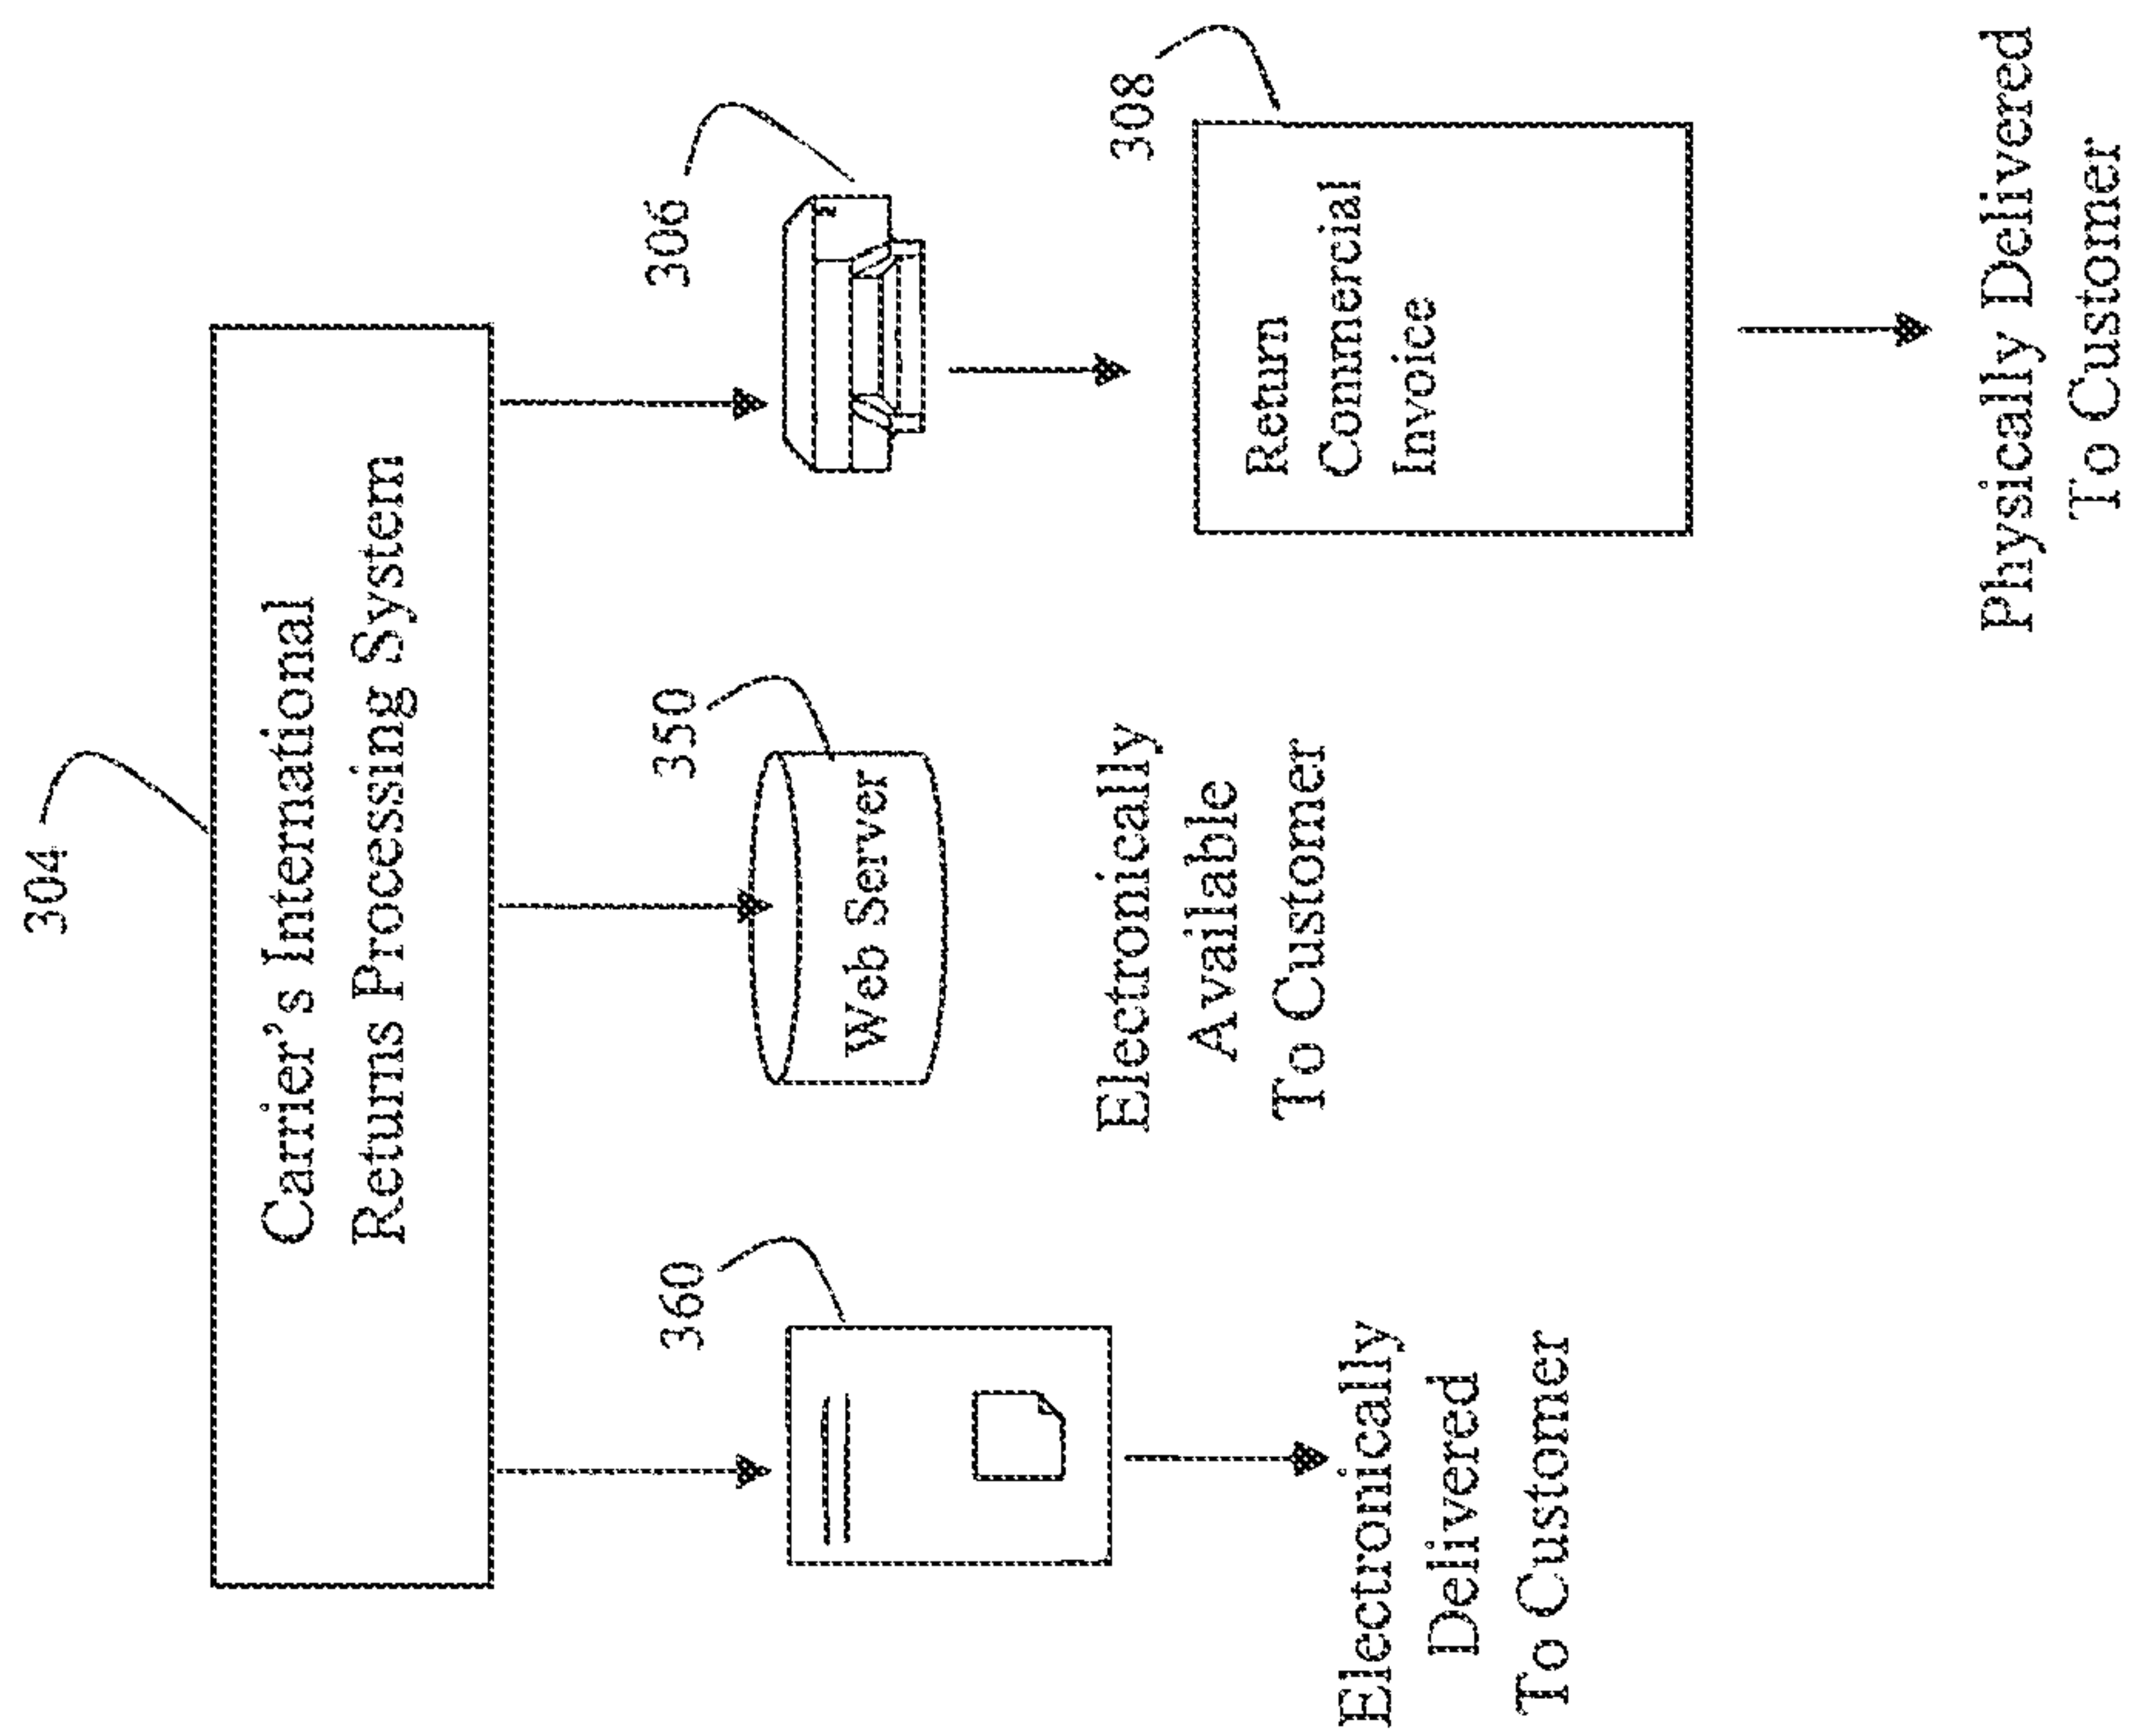 304
Carrier's International
Returns Processing System
360
350
306
Web Server
308
Return
Commercial
Invoice
Electronically
Delivered
To Customer
Electronically
Available
To Customer
Physically Delivered
To Customer